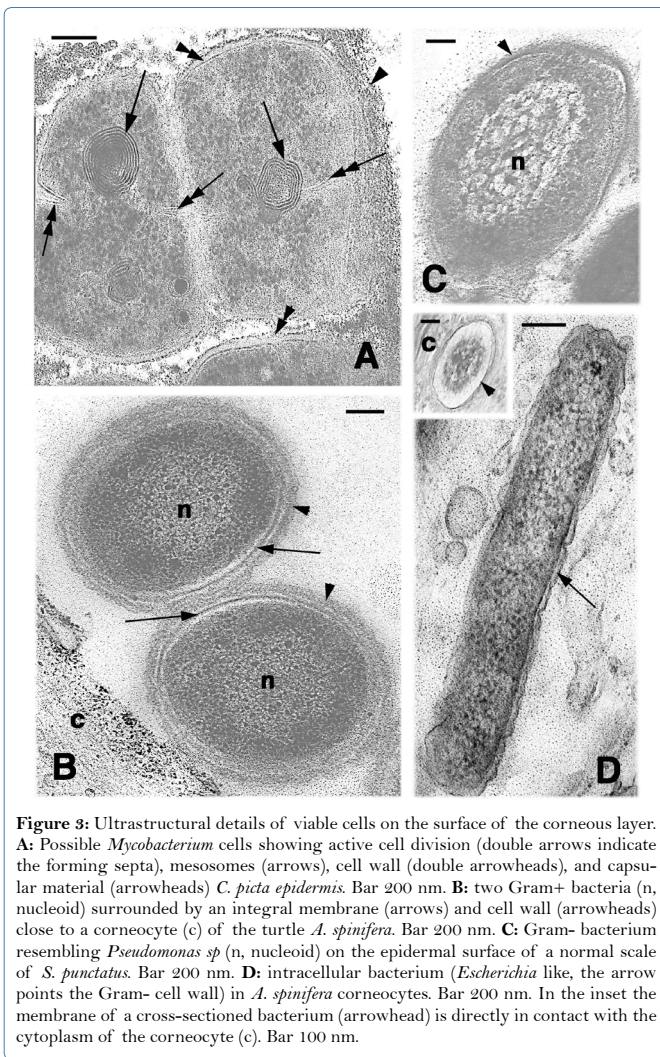 A
n
C
n
n
c
B
c
D
Figure 3: Ultrastructural details of viable cells on the surface of the corneous layer.
A: Possible Mycobacterium cells showing active cell division (double arrows indicate
the forming septa), mesosomes (arrows), cell wall (double arrowheads), and capsu-
lar material (arrowheads) C. picta epidermis. Bar 200 nm. B: two Gram+ bacteria (n,
nucleoid) surrounded by an integral membrane (arrows) and cell wall (arrowheads)
close to a corneocyte (c) of the turtle A. spinifera. Bar 200 nm. C: Gram- bacterium
resembling Pseudomonas sp (n, nucleoid) on the epidermal surface of a normal scale
of S. punctatus. Bar 200 nm. D: intracellular bacterium (Escherichia like, the arrow
points the Gram- cell wall) in A. spinifera corneocytes. Bar 200 nm. In the inset the
membrane of a cross-sectioned bacterium (arrowhead) is directly in contact with the
cytoplasm of the corneocyte (c). Bar 100 nm.